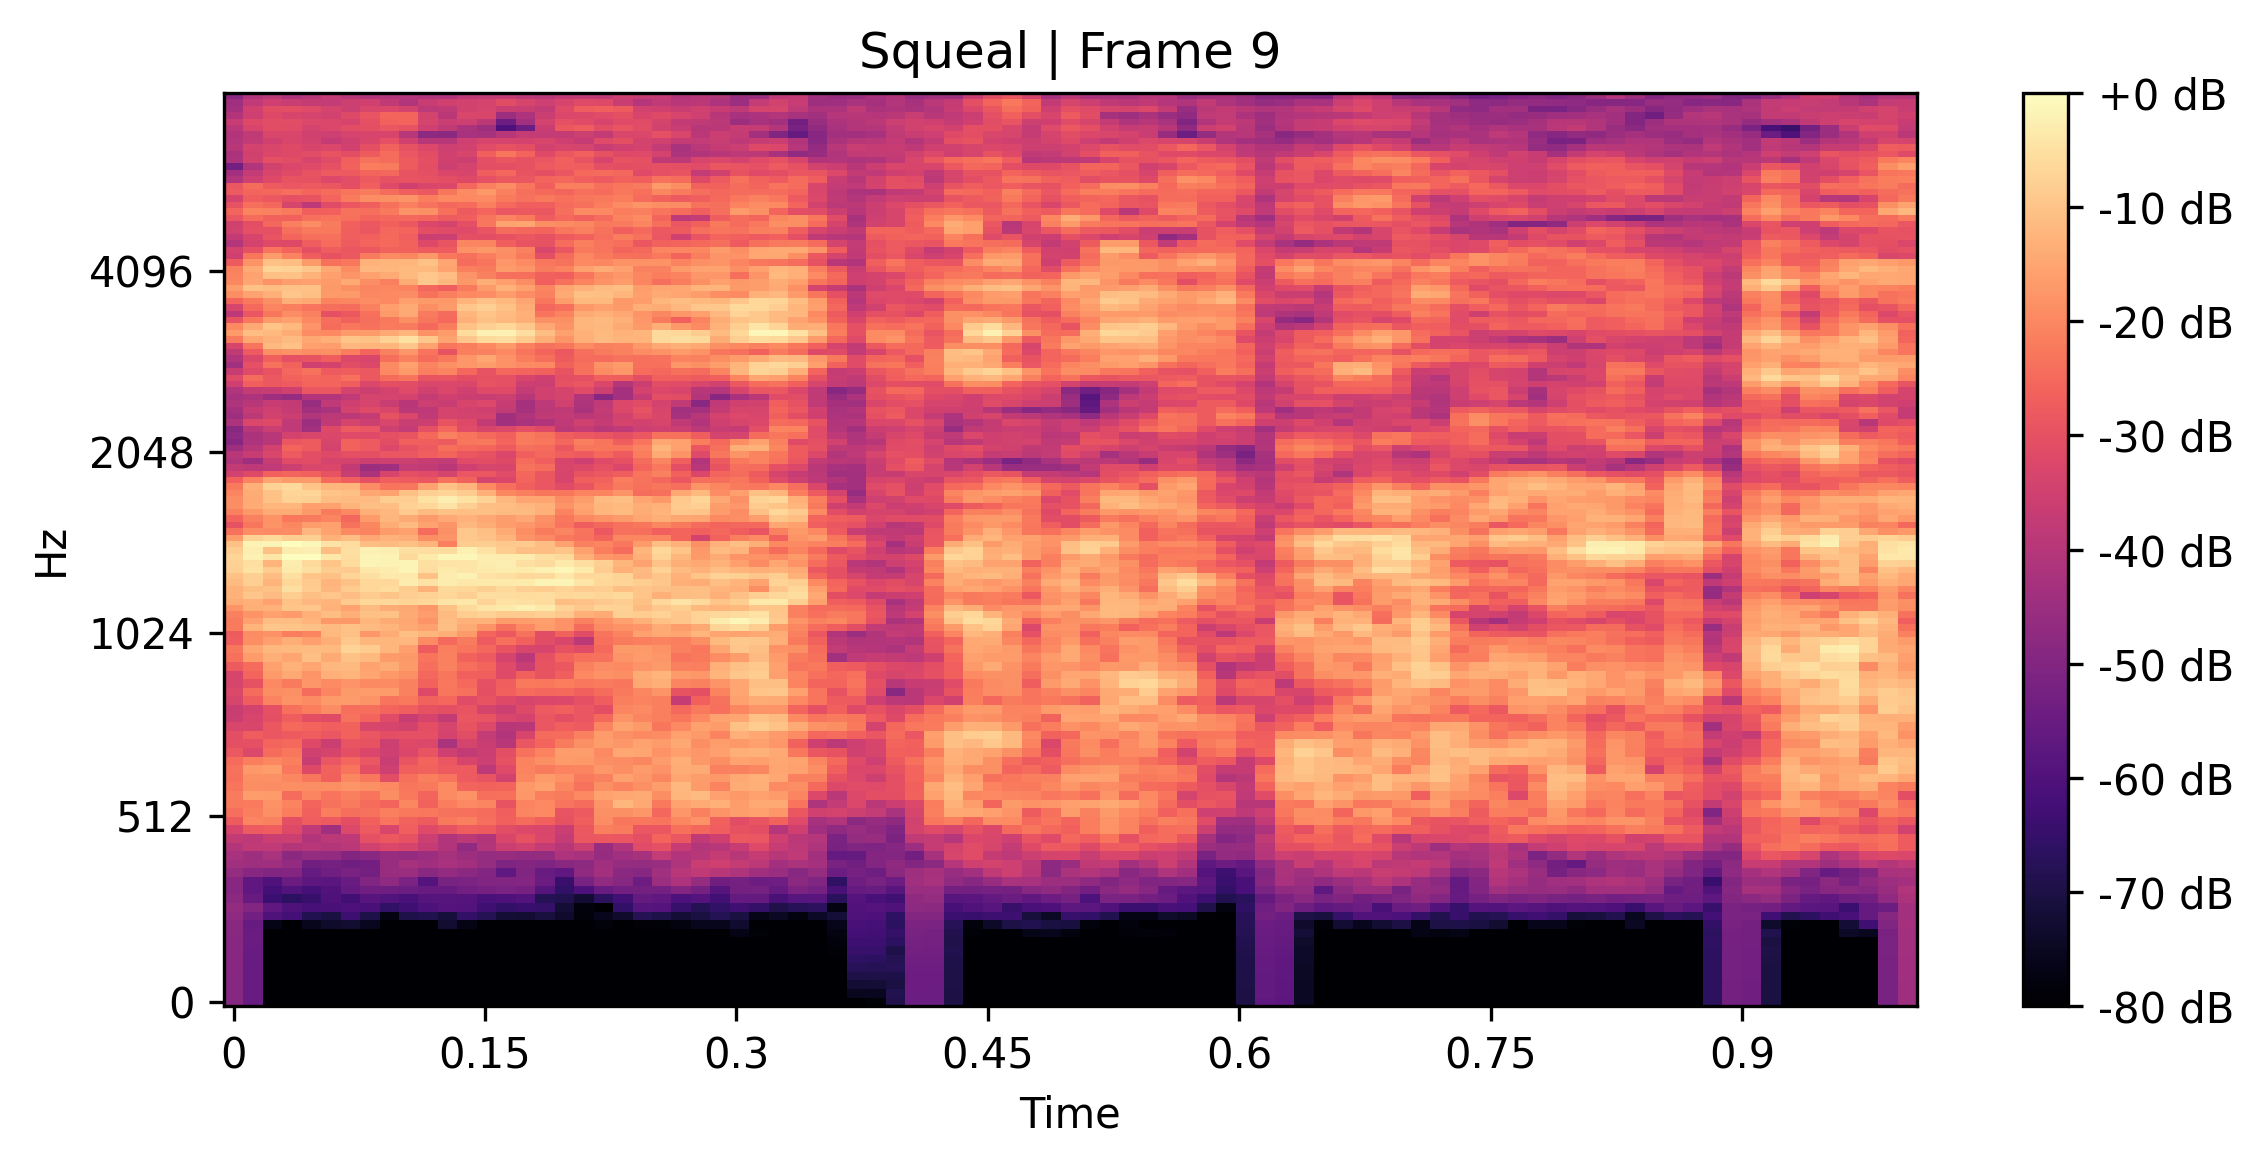 Squeal | Frame 9
+0 dB
-10 dB
-20 dB
-30 dB
-40 dB
-50 dB
-60 dB
-70 dB
-80 dB
Hz
4096
2048
1024
512
0
0 0.15 0.3 0.45 0.6 0.75 0.9
Time